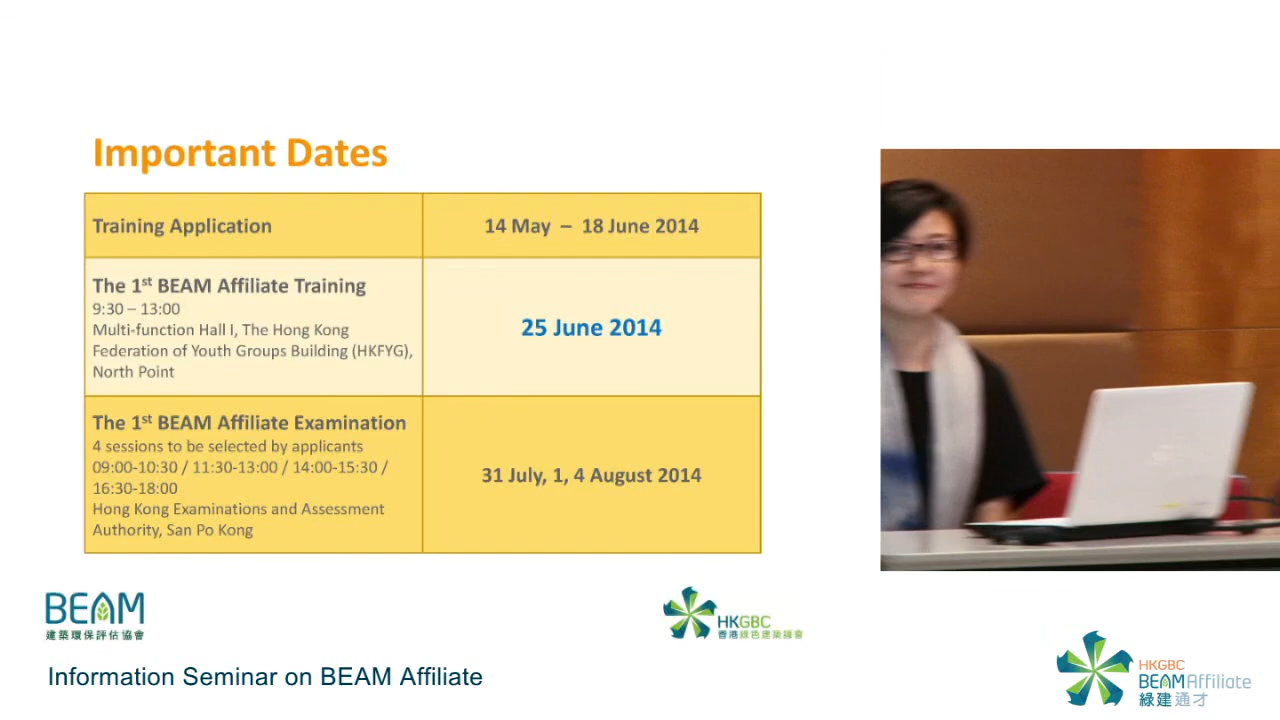 Important Dates
Training Application
14 May – 18 June 2014
The 1st BEAM Affiliate Training
9:30 – 13:00
Multi-function Hall I, The Hong Kong
Federation of Youth Groups Building (HKFYG),
North Point
25 June 2014
The 1st BEAM Affiliate Examination
4 sessions to be selected by applicants
09:00-10:30 / 11:30-13:00 / 14:00-15:30 /
16:30-18:00
Hong Kong Examinations and Assessment
Authority, San Po Kong
31 July, 1, 4 August 2014
BEAM
建築環保評估協會
HKGBC
香港綠色建築議會
Information Seminar on BEAM Affiliate
HKGBC
BEAMAffiliate
綠建通才